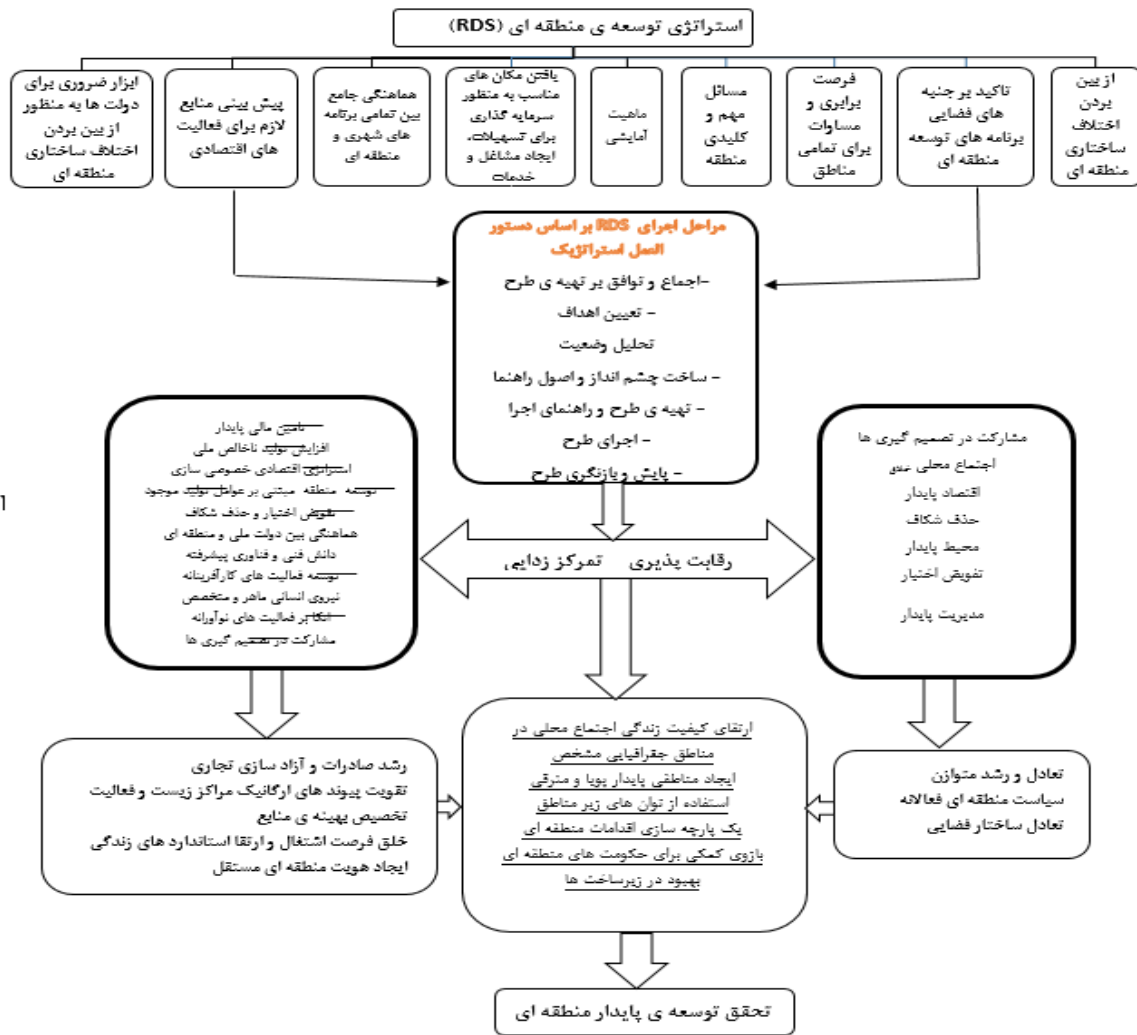 استراتژی توسعه ی منطقه ای (RDS)
از بین
بردن
اختلاف
ساختاری
منطقه ای
تاکید بر جنبه
های فضایی
برنامه های توسعه
منطقه ای
فرصت
برابری و
مساوات
برای تمامی
مناطق
مسائل
مهم و
کلیدی
منطقه
ماهیت
آمایشی
یافتن مکان های
مناسب به منظور
سرمایه گذاری
برای تسهیلات،
ایجاد مشاغل و
خدمات
هماهنگی جامع
بین تمامی برنامه
های شهری و
منطقه ای
پیش بینی منابع
لازم برای فعالیت
های اقتصادی
ابزار ضروری برای
دولت ها به منظور
از بین بردن
اختلاف ساختاری
منطقه ای
مراحل اجرای RDS بر اساس دستور
العمل استراتژیک
-اجماع و توافق بر تهیه ی طرح
- تعیین اهداف
تحلیل وضعیت
- ساخت چشم انداز و اصول راهنما
- تهیه ی طرح و راهنمای اجرا
- اجرای طرح
- پایش و بازنگری طرح
مشارکت در تصمیم گیری ها
اجتماع محلی خلاق
اقتصاد پایدار
حذف شکاف
محیط پایدار
تفویض اختیار
مدیریت پایدار
رقابت پذیری تمرکز زدایی
تامین مالی پایدار
افزایش تولید ناخالص ملی
استراتژی اقتصادی خصوصی سازی
توسعه منطقه مبتنی بر عوامل تولید موجود
تفویض اختیار و حذف شکاف
هماهنگی بین دولت ملی و منطقه ای
دانش فنی و فناوری پیشرفته
توسعه فعالیت های کارآفرینانه
نیروی انسانی ماهر و متخصص
اتکا بر فعالیت های نوآورانه
مشارکت در تصمیم گیری ها
1
تعادل و رشد متوازن
سیاست منطقه ای فعالانه
تعادل ساختار فضایی
ارتقای کیفیت زندگی اجتماع محلی در
مناطق جغرافیایی مشخص
ایجاد مناطقی پایدار پویا و مترقی
استفاده از توان های زیر مناطق
یک پارچه سازی اقدامات منطقه ای
بازوی کمکی برای حکومت های منطقه ای
بهبود در زیرساخت ها
رشد صادرات و آزاد سازی تجاری
تقویت پیوند های ارگانیک مراکز زیست و فعالیت
تخصیص بهینه ی منابع
خلق فرصت اشتغال و ارتقا استاندارد های زندگی
ایجاد هویت منطقه ای مستقل
تحقق توسعه ی پایدار منطقه ای